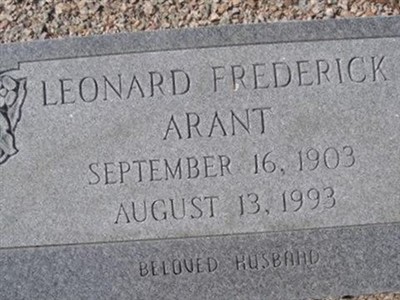 LEONARD FREDERICK
ARANT
SEPTEMBER 16, 1903
AUGUST 13, 1993
BELOVED HUSBAND